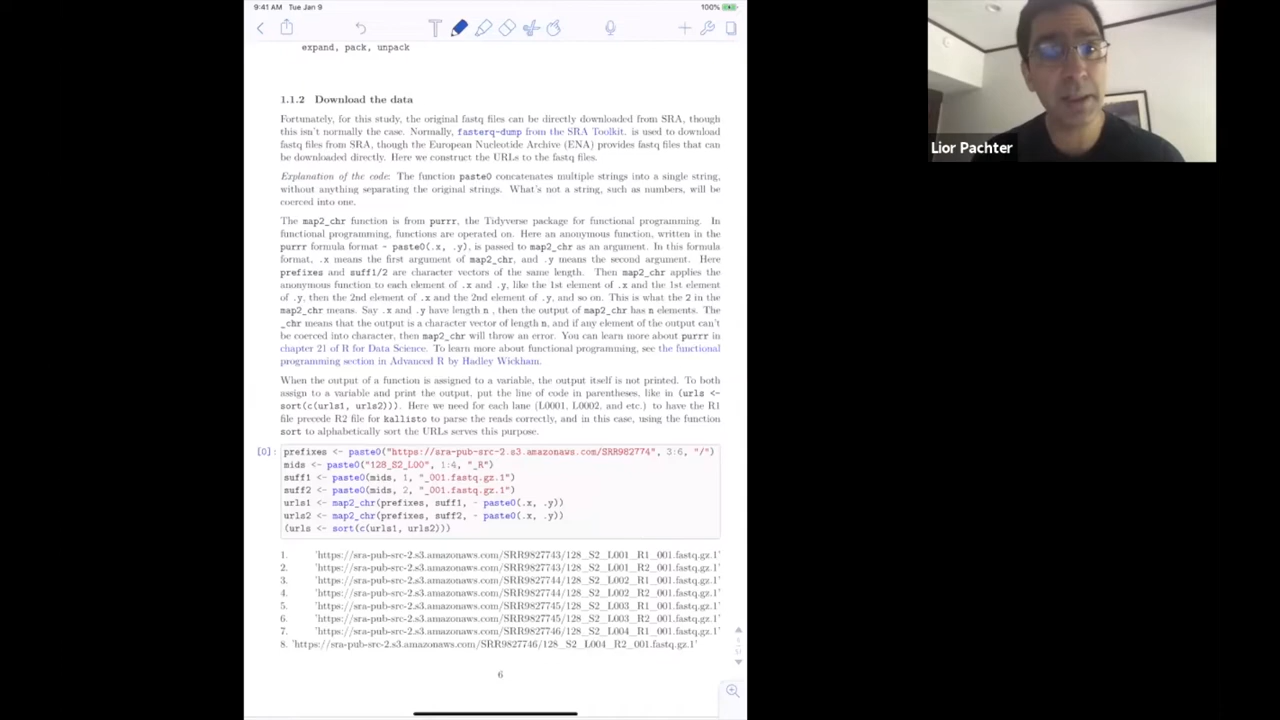 9:41 AM Tue Jan 9
100%
T
expand, pack, unpack
1.1.2 Download the data
Fortunately, for this study, the original fastq files can be directly downloaded from SRA, though
this isn't normally the case. Normally, fasterq-dump from the SRA Toolkit. is used to download
fastq files from SRA, though the European Nucleotide Archive (ENA) provides fastq files that can
be downloaded directly. Here we construct the URLs to the fastq files.
Explanation of the code: The function paste0 concatenates multiple strings into a single string,
without anything separating the original strings. What's not a string, such as numbers, will be
coerced into one.
The map2_chr function is from purrr, the Tidyverse package for functional programming. In
functional programming, functions are operated on. Here an anonymous function, written in the
purrr formula format ~ paste0(.x, .y), is passed to map2_chr as an argument. In this formula
format, .x means the first argument of map2_chr, and .y means the second argument. Here
prefixes and suff1/2 are character vectors of the same length. Then map2_chr applies the
anonymous function to each element of .x and .y, like the 1st element of .x and the 1st element
of .y, then the 2nd element of .x and the 2nd element of .y, and so on. This is what the 2 in the
map2_chr means. Say .x and .y have length n , then the output of map2_chr has n elements. The
_chr means that the output is a character vector of length n, and if any element of the output can't
be coerced into character, then map2_chr will throw an error. You can learn more about purrr in
chapter 21 of R for Data Science. To learn more about functional programming, see the functional
programming section in Advanced R by Hadley Wickham.
When the output of a function is assigned to a variable, the output itself is not printed. To both
assign to a variable and print the output, put the line of code in parentheses, like in (urls <-
sort(c(urls1, urls2))). Here we need for each lane (L0001, L0002, and etc.) to have the R1
file precede R2 file for kallisto to parse the reads correctly, and in this case, using the function
sort to alphabetically sort the URLs serves this purpose.
[0]: prefixes <- paste0("https://sra-pub-src-2.s3.amazonaws.com/SRR982774", 3:6, "/")
mids <- paste0("128_S2_L00", 1:4, "_R")
suff1 <- paste0(mids, 1, "_001.fastq.gz.1")
suff2 <- paste0(mids, 2, "_001.fastq.gz.1")
urls1 <- map2_chr(prefixes, suff1, ~ paste0(.x, .y))
urls2 <- map2_chr(prefixes, suff2, ~ paste0(.x, .y))
(urls <- sort(c(urls1, urls2)))
1. 'https://sra-pub-src-2.s3.amazonaws.com/SRR9827743/128_S2_L001_R1_001.fastq.gz.1'
2. 'https://sra-pub-src-2.s3.amazonaws.com/SRR9827743/128_S2_L001_R2_001.fastq.gz.1'
3. 'https://sra-pub-src-2.s3.amazonaws.com/SRR9827744/128_S2_L002_R1_001.fastq.gz.1'
4. 'https://sra-pub-src-2.s3.amazonaws.com/SRR9827744/128_S2_L002_R2_001.fastq.gz.1'
5. 'https://sra-pub-src-2.s3.amazonaws.com/SRR9827745/128_S2_L003_R1_001.fastq.gz.1'
6. 'https://sra-pub-src-2.s3.amazonaws.com/SRR9827745/128_S2_L003_R2_001.fastq.gz.1'
7. 'https://sra-pub-src-2.s3.amazonaws.com/SRR9827746/128_S2_L004_R1_001.fastq.gz.1'
8. 'https://sra-pub-src-2.s3.amazonaws.com/SRR9827746/128_S2_L004_R2_001.fastq.gz.1'
6
Lior Pachter